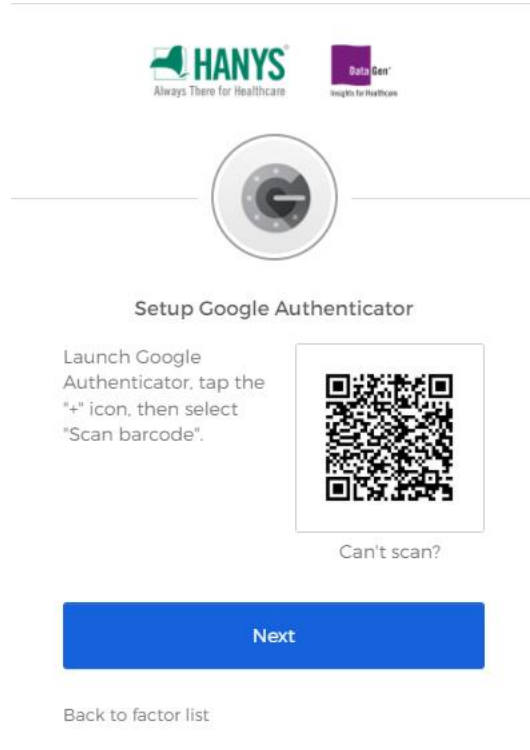 HANYS®
Always There for Healthcare
DataGen®
Insights for Healthcare
Setup Google Authenticator
Launch Google
Authenticator, tap the
"+" icon, then select
"Scan barcode".
Can't scan?
Next
Back to factor list